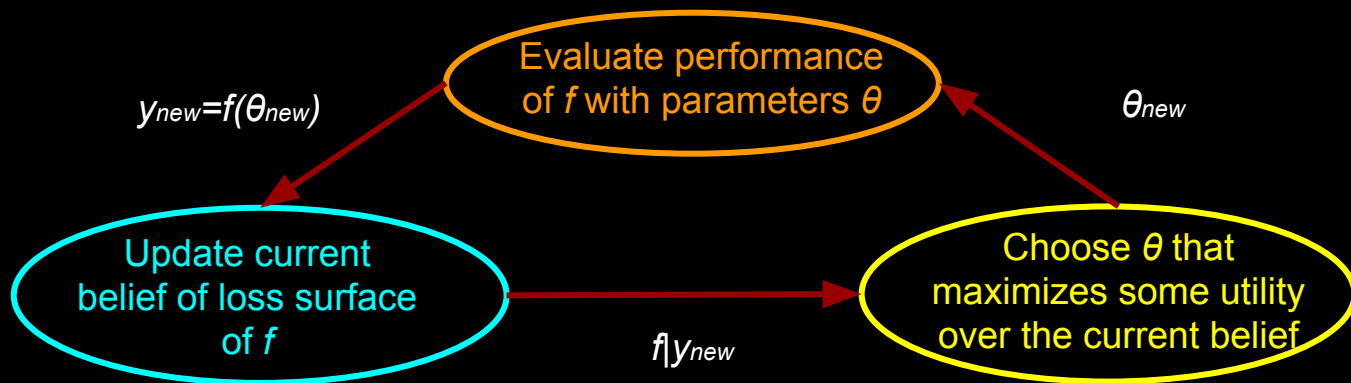 Evaluate performance
of f with parameters θ
ynew=f(θnew)
θnew
Update current
belief of loss surface
of f
Choose θ that
maximizes some utility
over the current belief
f|ynew